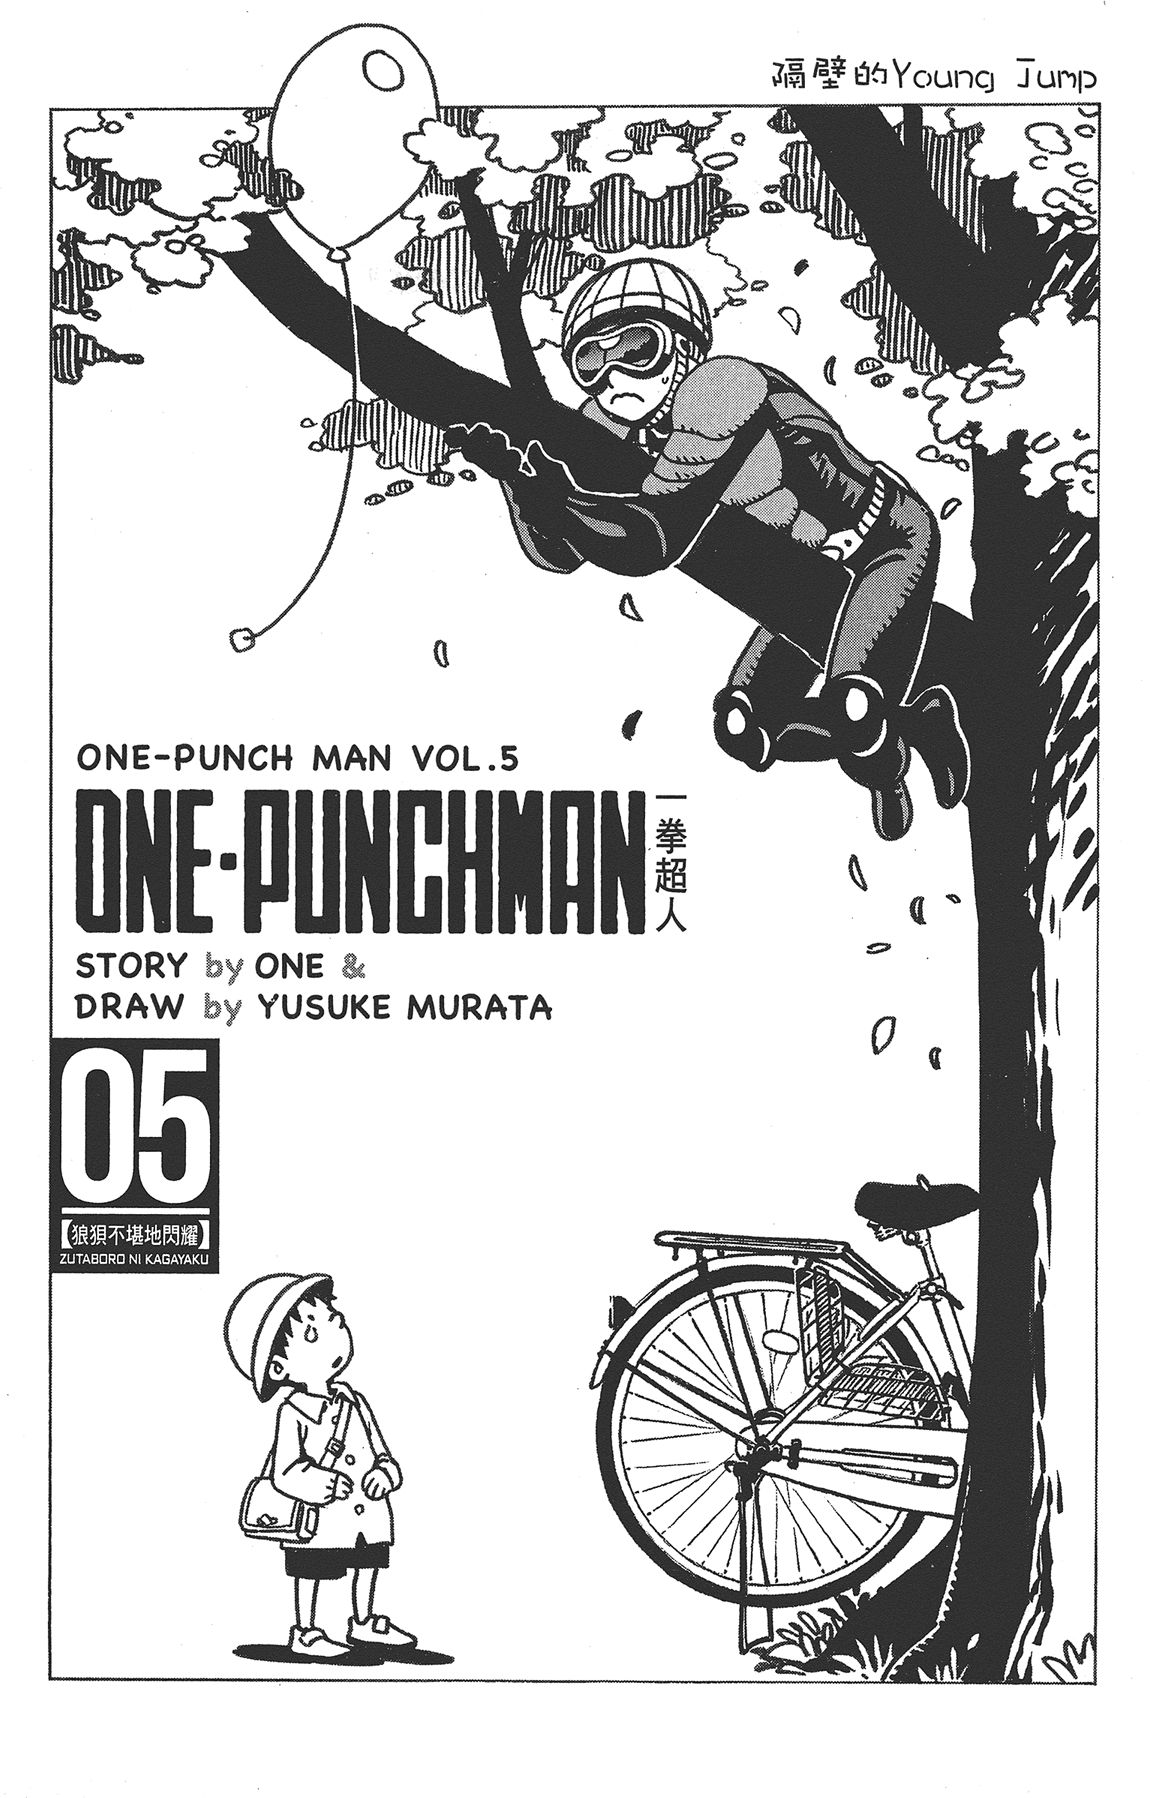 隔壁的Young Jump
ONE-PUNCH MAN VOL.5
ONE-PUNCHMAN
一拳超人
STORY by ONE &
DRAW by YUSUKE MURATA
05
【狼狽不堪地閃耀】
ZUTABORO NI KAGAYAKU